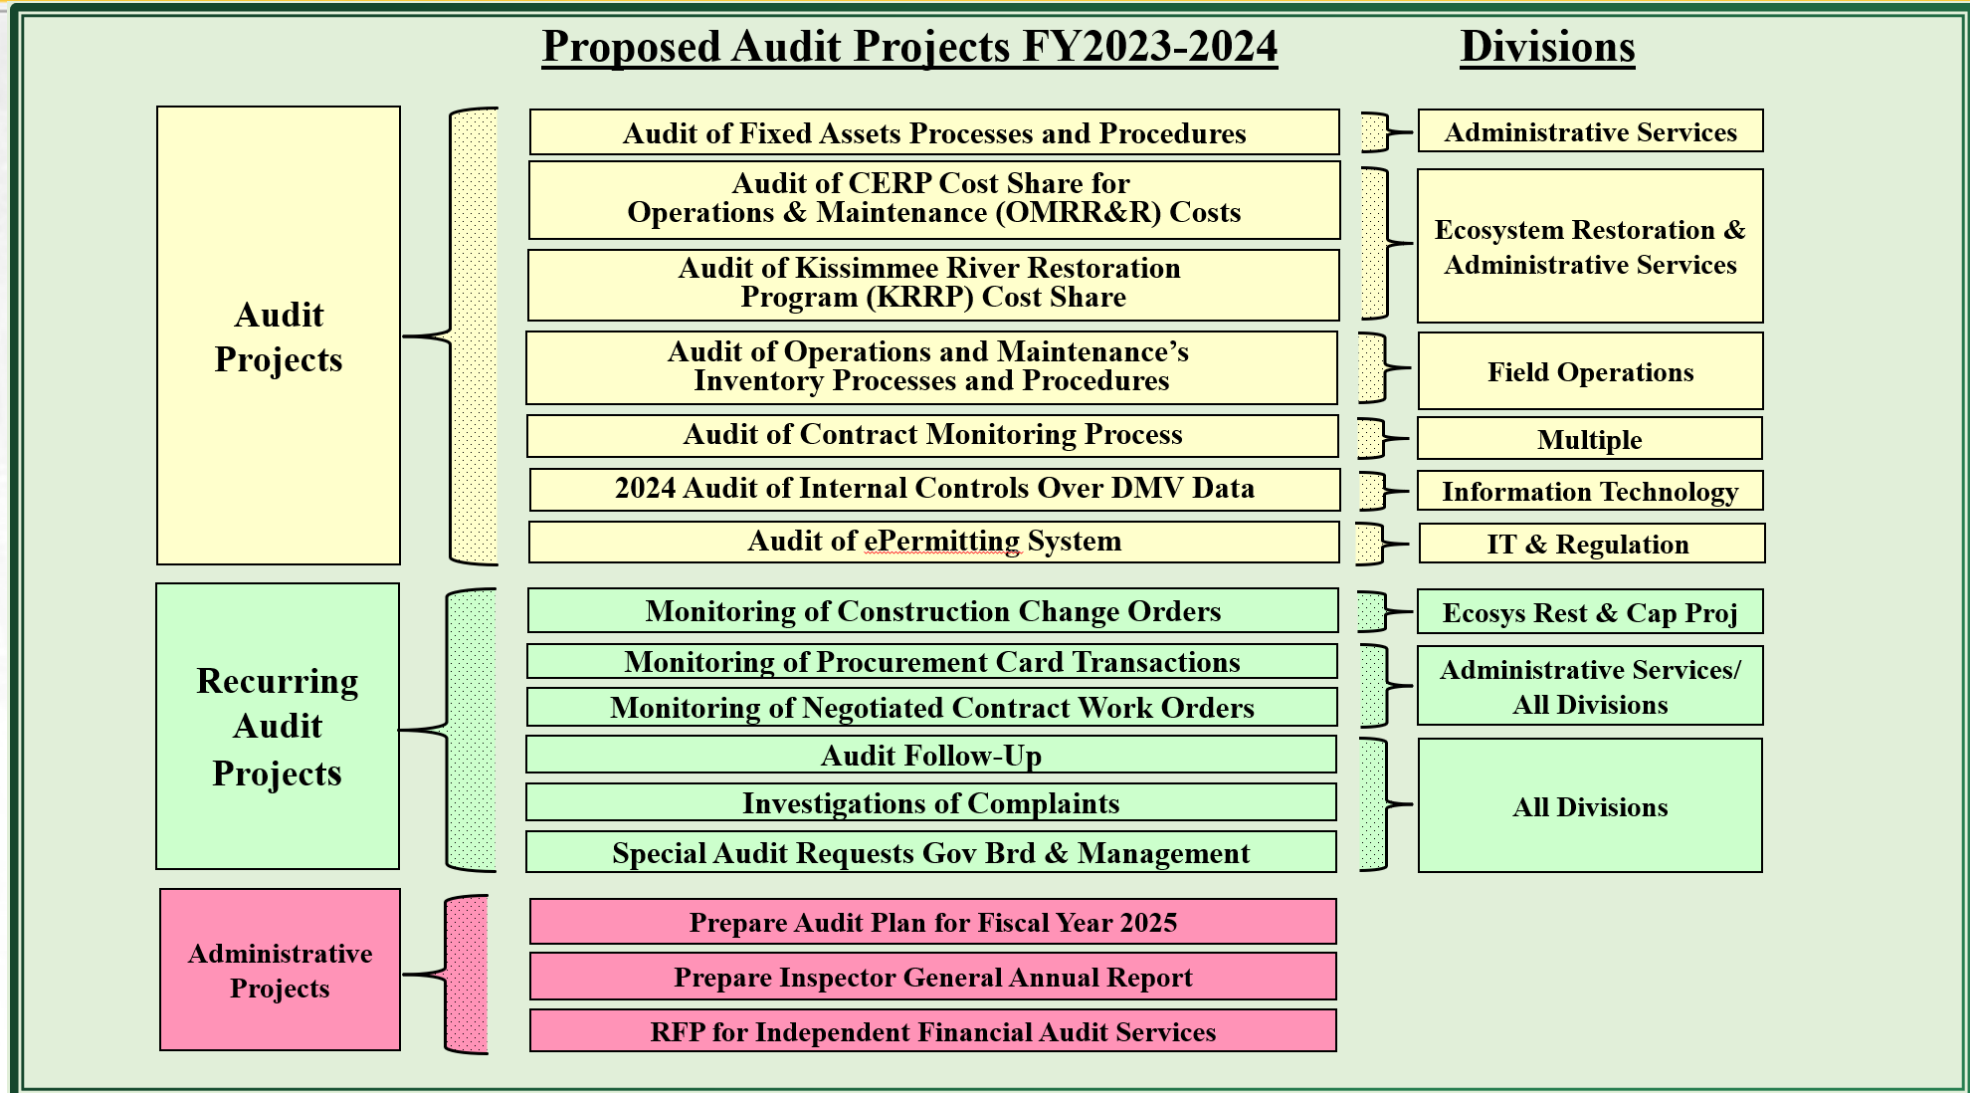 Proposed Audit Projects FY2023-2024
Divisions
Audit
Projects
Audit of Fixed Assets Processes and Procedures
Administrative Services
Audit of CERP Cost Share for
Operations & Maintenance (OMRR&R) Costs
Audit of Kissimmee River Restoration
Program (KRRP) Cost Share
Ecosystem Restoration &
Administrative Services
Audit of Operations and Maintenance’s
Inventory Processes and Procedures
Field Operations
Audit of Contract Monitoring Process
Multiple
2024 Audit of Internal Controls Over DMV Data
Information Technology
Audit of ePermitting System
IT & Regulation
Recurring
Audit
Projects
Monitoring of Construction Change Orders
Ecosys Rest & Cap Proj
Monitoring of Procurement Card Transactions
Monitoring of Negotiated Contract Work Orders
Administrative Services/
All Divisions
Audit Follow-Up
Investigations of Complaints
Special Audit Requests Gov Brd & Management
All Divisions
Administrative
Projects
Prepare Audit Plan for Fiscal Year 2025
Prepare Inspector General Annual Report
RFP for Independent Financial Audit Services